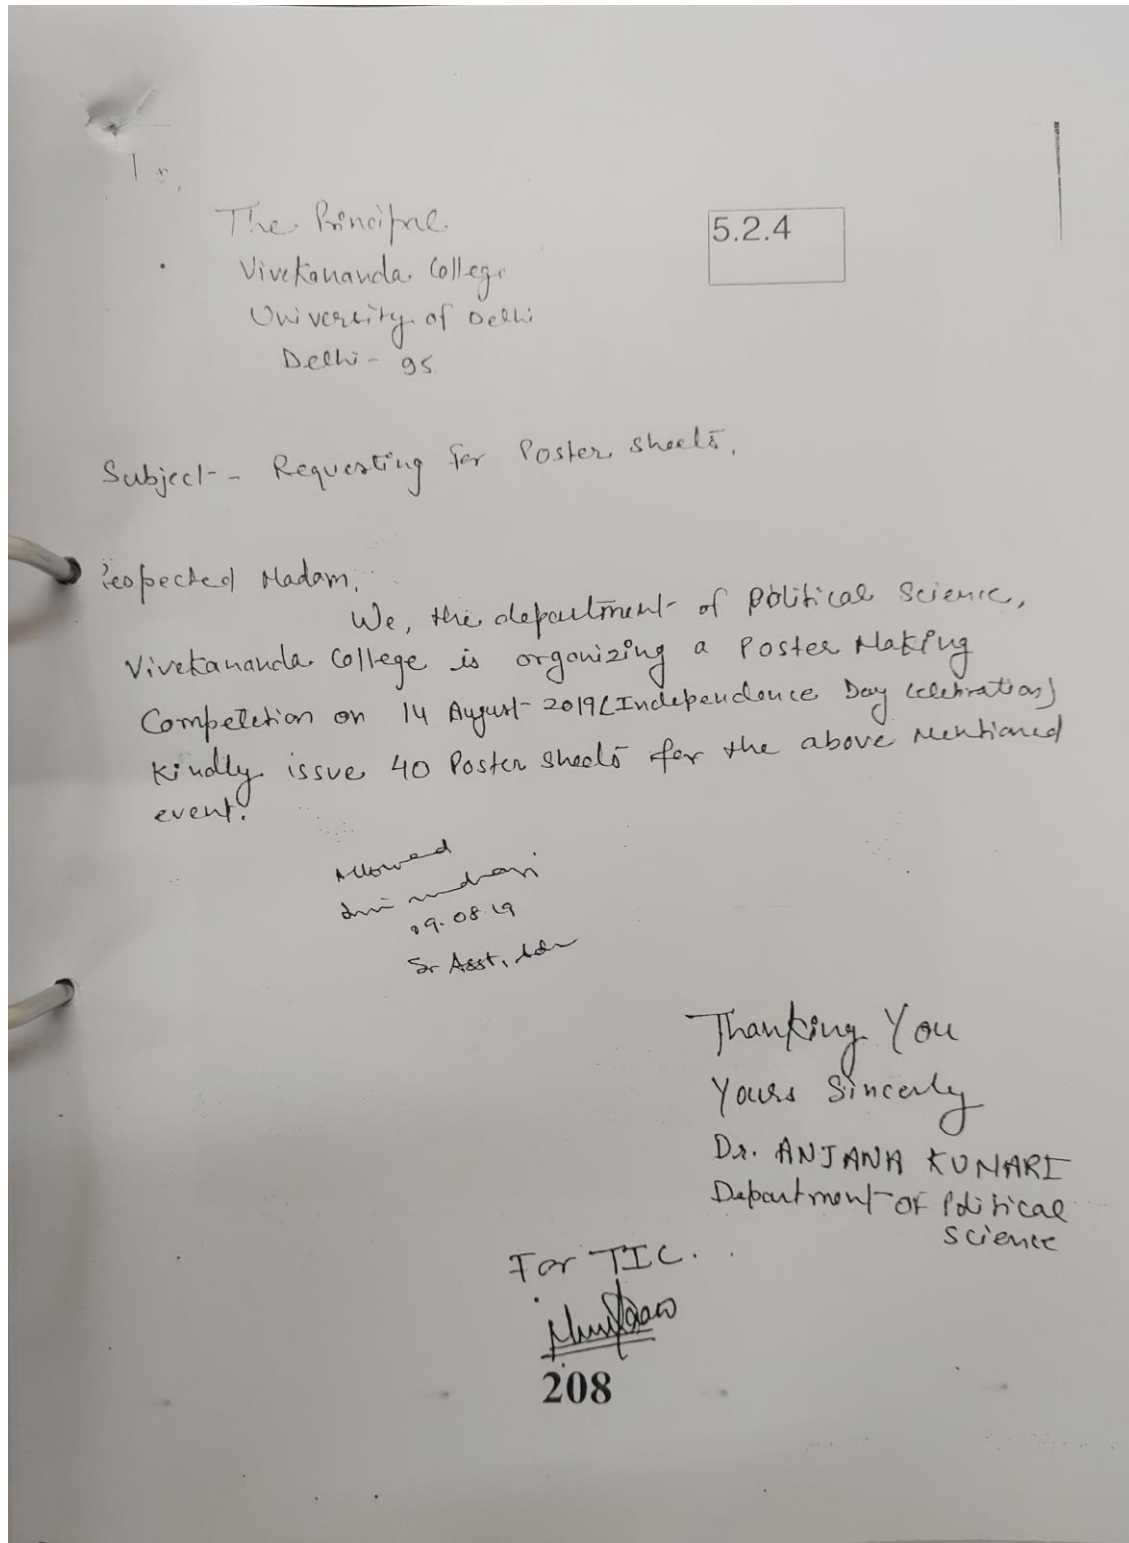 To,
The Principal
5.2.4
Vivekananda College
University of Delhi
Delhi - 95
Subject - Requesting for Poster sheets.
Respected Madam,
We, the department of political Science,
Vivekananda College is organizing a Poster Making
Competetion on 14 August 2019 (Independence Day Celebration)
Kindly issue 40 Poster sheets for the above mentioned
event.
Allowed
09.08.19
Sr Asst,
Thanking You
Yours Sincerly
Dr. ANJANA KUMARI
Department of Political
Science
For TIC.
208